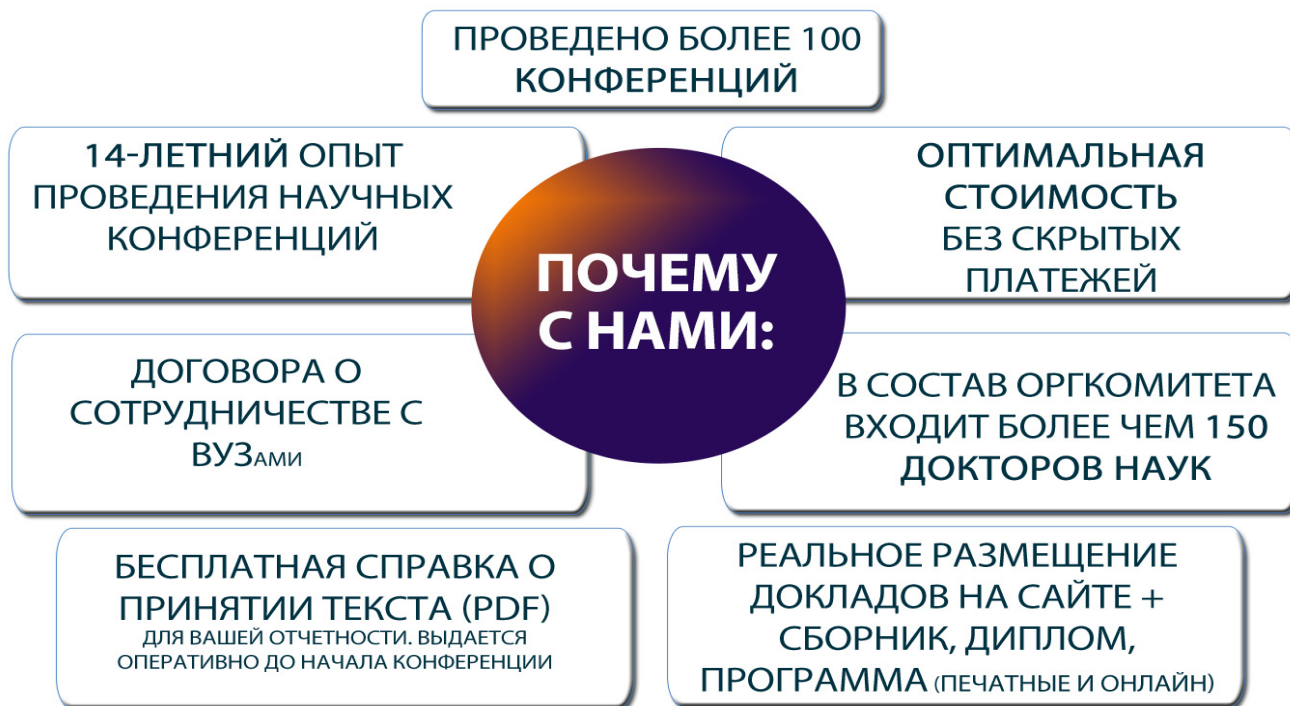 ПРОВЕДЕНО БОЛЕЕ 100
КОНФЕРЕНЦИЙ
14-ЛЕТНИЙ ОПЫТ
ПРОВЕДЕНИЯ НАУЧНЫХ
КОНФЕРЕНЦИЙ
ОПТИМАЛЬНАЯ
СТОИМОСТЬ
БЕЗ СКРЫТЫХ
ПЛАТЕЖЕЙ
ПОЧЕМУ
С НАМИ:
ДОГОВОРА О
СОТРУДНИЧЕСТВЕ С
ВУЗАМИ
В СОСТАВ ОРГКОМИТЕТА
ВХОДИТ БОЛЕЕ ЧЕМ 150
ДОКТОРОВ НАУК
БЕСПЛАТНАЯ СПРАВКА О
ПРИНЯТИИ ТЕКСТА (PDF)
ДЛЯ ВАШЕЙ ОТЧЕТНОСТИ. ВЫДАЕТСЯ
ОПЕРАТИВНО ДО НАЧАЛА КОНФЕРЕНЦИИ
РЕАЛЬНОЕ РАЗМЕЩЕНИЕ
ДОКЛАДОВ НА САЙТЕ +
СБОРНИК, ДИПЛОМ,
ПРОГРАММА (ПЕЧАТНЫЕ И ОНЛАЙН)